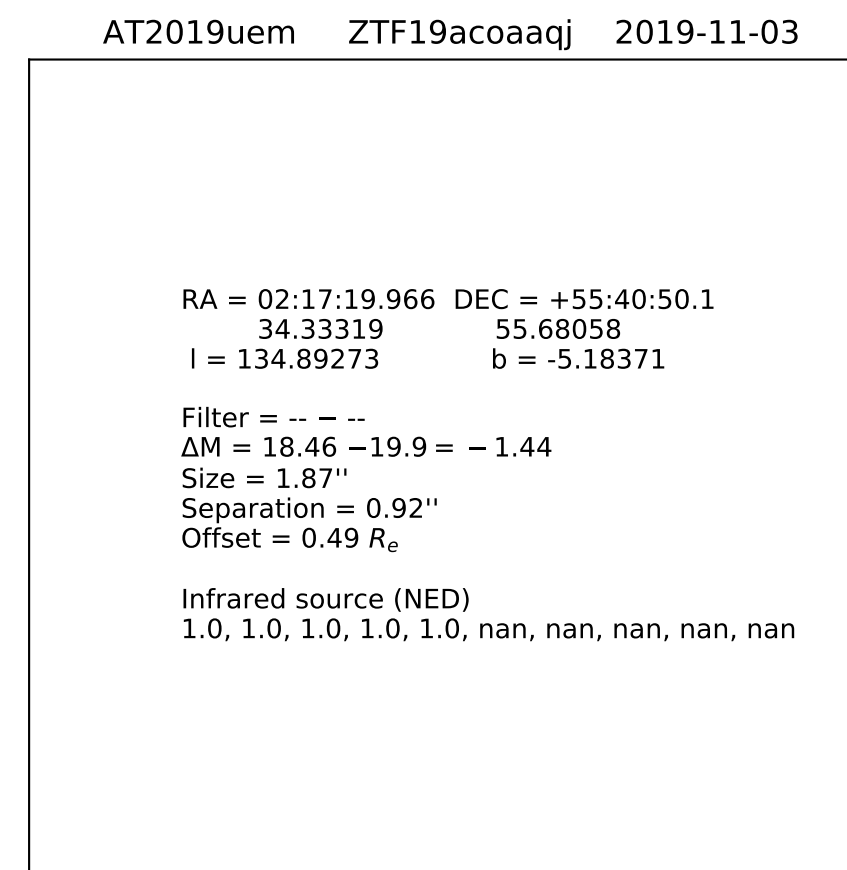 AT2019uem ZTF19acoaaqj 2019-11-03
RA = 02:17:19.966 DEC = +55:40:50.1
34.33319 55.68058
l = 134.89273 b = -5.18371
Filter = -- − --
ΔM = 18.46 −19.9 = − 1.44
Size = 1.87''
Separation = 0.92''
Offset = 0.49 Rₑ
Infrared source (NED)
1.0, 1.0, 1.0, 1.0, 1.0, nan, nan, nan, nan, nan